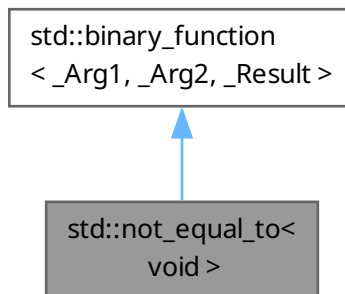 std::binary_function
< _Arg1, _Arg2, _Result >
std::not_equal_to<
void >